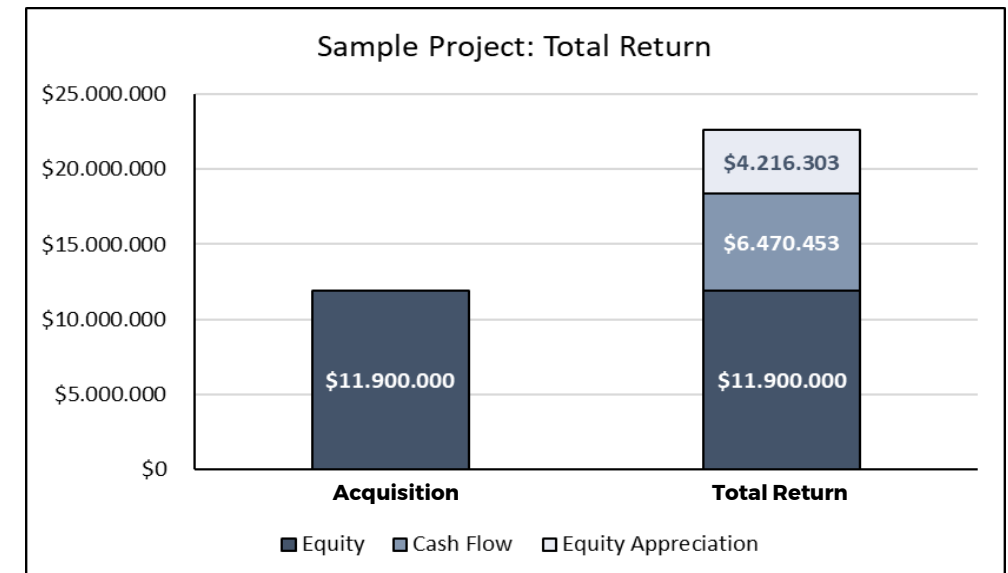 Sample Project: Total Return
$25.000.000
$20.000.000
$15.000.000
$10.000.000
$5.000.000
$0
$4.216.303
$6.470.453
$11.900.000
$11.900.000
Acquisition
Total Return
Equity
Cash Flow
Equity Appreciation